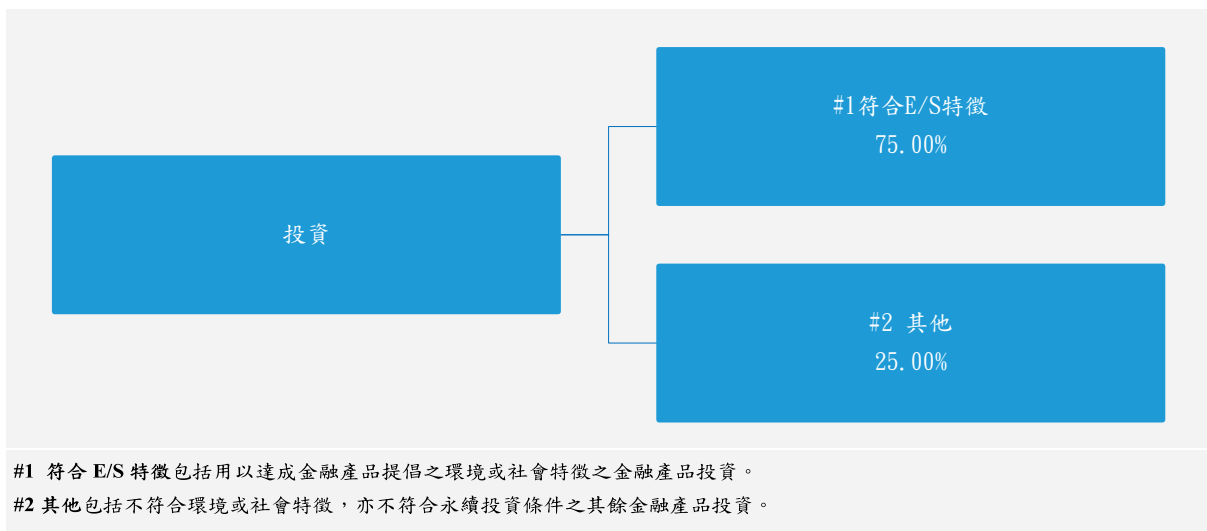 #1符合E/S特徵
75.00%
投資
#2 其他
25.00%
#1 符合 E/S 特徵包括用以達成金融產品提倡之環境或社會特徵之金融產品投資。
#2 其他包括不符合環境或社會特徵，亦不符合永續投資條件之其餘金融產品投資。